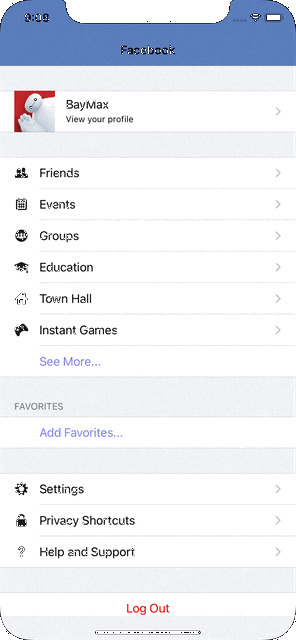 9:09
Facebook
BayMax
View your profile
Friends
Events
Groups
Education
Town Hall
Instant Games
See More...
FAVORITES
Add Favorites...
Settings
Privacy Shortcuts
Help and Support
Log Out